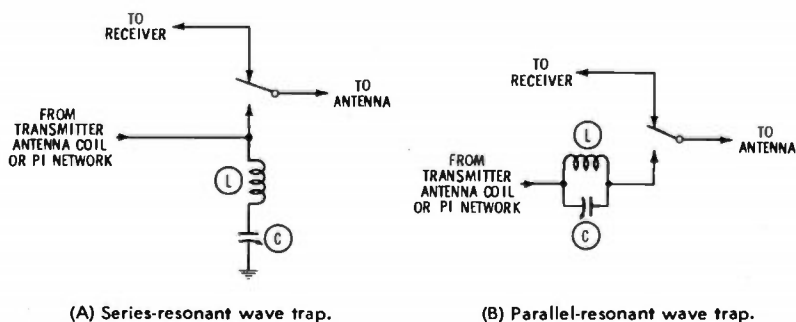 TO
RECEIVER
TO
ANTENNA
FROM
TRANSMITTER
ANTENNA COIL
OR PI NETWORK
L
C
(A) Series-resonant wave trap.
TO
RECEIVER
TO
ANTENNA
FROM
TRANSMITTER
ANTENNA COIL
OR PI NETWORK
L
C
(B) Parallel-resonant wave trap.